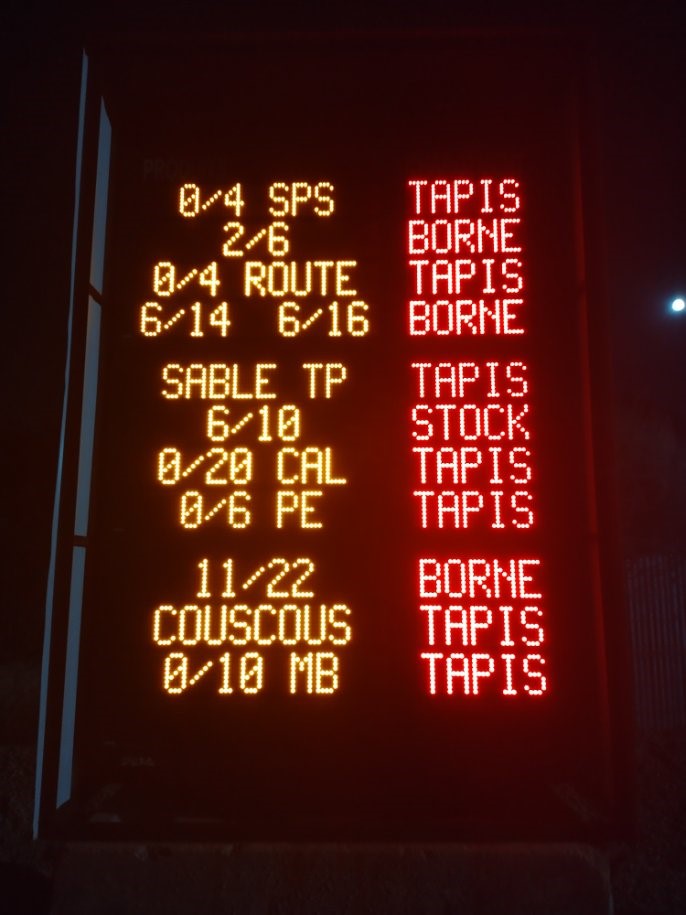 0/4 SPS TAPIS
2/6 BORNE
0/4 ROUTE TAPIS
6/14 6/16 BORNE
SABLE TP TAPIS
6/10 STOCK
0/20 CAL TAPIS
0/6 PE TAPIS
11/22 BORNE
COUSCOUS TAPIS
0/10 MB TAPIS